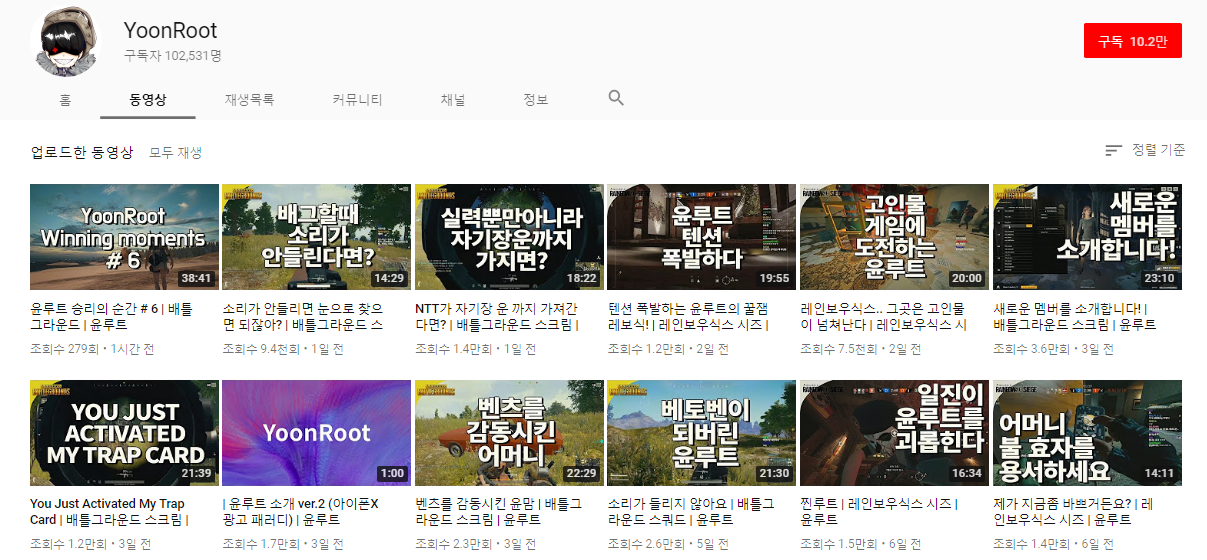 YoonRoot
구독자 102,531명
구독 10.2만
홈
동영상
재생목록
커뮤니티
채널
정보
업로드한 동영상
모두 재생
정렬 기준
YoonRoot
Winning moments
# 6
38:41
배그할때
소리가
안들린다면?
14:29
실력뿐만아니라
자기장운까지
가지면?
18:22
윤루트
텐션
폭발하다
19:55
고인물
게임에
도전하는
윤루트
20:00
새로운
멤버를
소개합니다!
23:10
윤루트 승리의 순간 # 6 | 배틀
그라운드 | 윤루트
조회수 279회 • 1시간 전
소리가 안들리면 눈으로 찾으
면 되잖아? | 배틀그라운드 스
조회수 9.4천회 • 1일 전
NTT가 자기장 운 까지 가져간
다면? | 배틀그라운드 스크림 |
조회수 1.4만회 • 1일 전
텐션 폭발하는 윤루트의 꿀잼
레보식! | 레인보우식스 시즈 |
조회수 1.2만회 • 2일 전
레인보우식스.. 그곳은 고인물
이 넘쳐난다 | 레인보우식스 시
조회수 7.5천회 • 2일 전
새로운 멤버를 소개합니다! |
배틀그라운드 스크림 | 윤루트
조회수 3.6만회 • 3일 전
YOU JUST
ACTIVATED
MY TRAP CARD
21:39
YoonRoot
1:00
벤츠를
감동시킨
어머니
22:29
베토벤이
되버린
윤루트
21:30
일진이
윤루트를
괴롭힌다
16:34
어머니
불 효자를
용서하세요
14:11
You Just Activated My Trap
Card | 배틀그라운드 스크림 |
조회수 1.2만회 • 3일 전
| 윤루트 소개 ver.2 (아이폰X
광고 패러디) | 윤루트
조회수 1.7만회 • 3일 전
벤츠를 감동시킨 윤맘 | 배틀그
라운드 스크림 | 윤루트
조회수 2.3만회 • 3일 전
소리가 들리지 않아요 | 배틀그
라운드 스쿼드 | 윤루트
조회수 2.6만회 • 5일 전
찐루트 | 레인보우식스 시즈 |
윤루트
조회수 1.5만회 • 6일 전
제가 지금좀 바쁘거든요? | 레
인보우식스 시즈 | 윤루트
조회수 1.4만회 • 6일 전